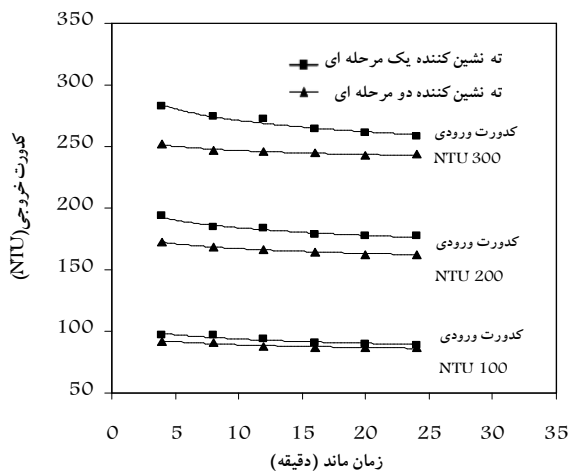 350
300
250
200
150
100
50
0
5
10
15
20
25
30
35
کدورت خروجی(NTU)
زمان ماند (دقیقه)
ته نشین کننده یک مرحله ای
ته نشین کننده دو مرحله ای
کدورت ورودی
NTU 300
کدورت ورودی
NTU 200
کدورت ورودی
NTU 100